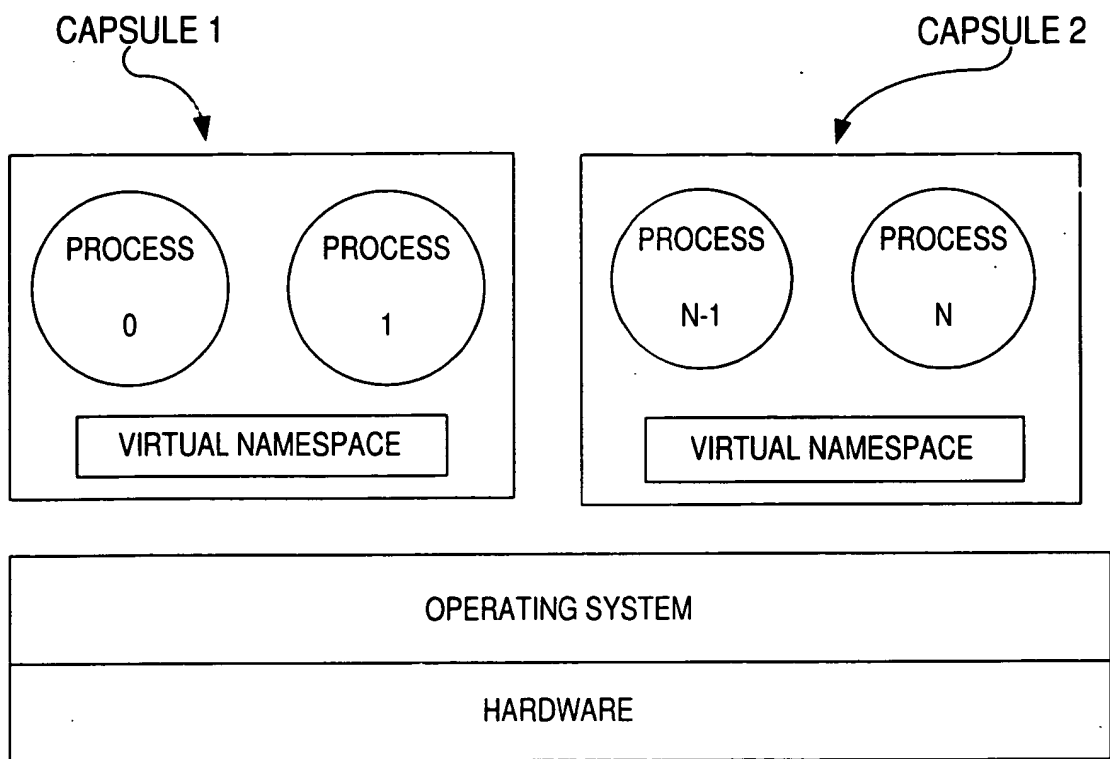 CAPSULE 1
CAPSULE 2
PROCESS
0
PROCESS
1
PROCESS
N-1
PROCESS
N
VIRTUAL NAMESPACE
VIRTUAL NAMESPACE
OPERATING SYSTEM
HARDWARE